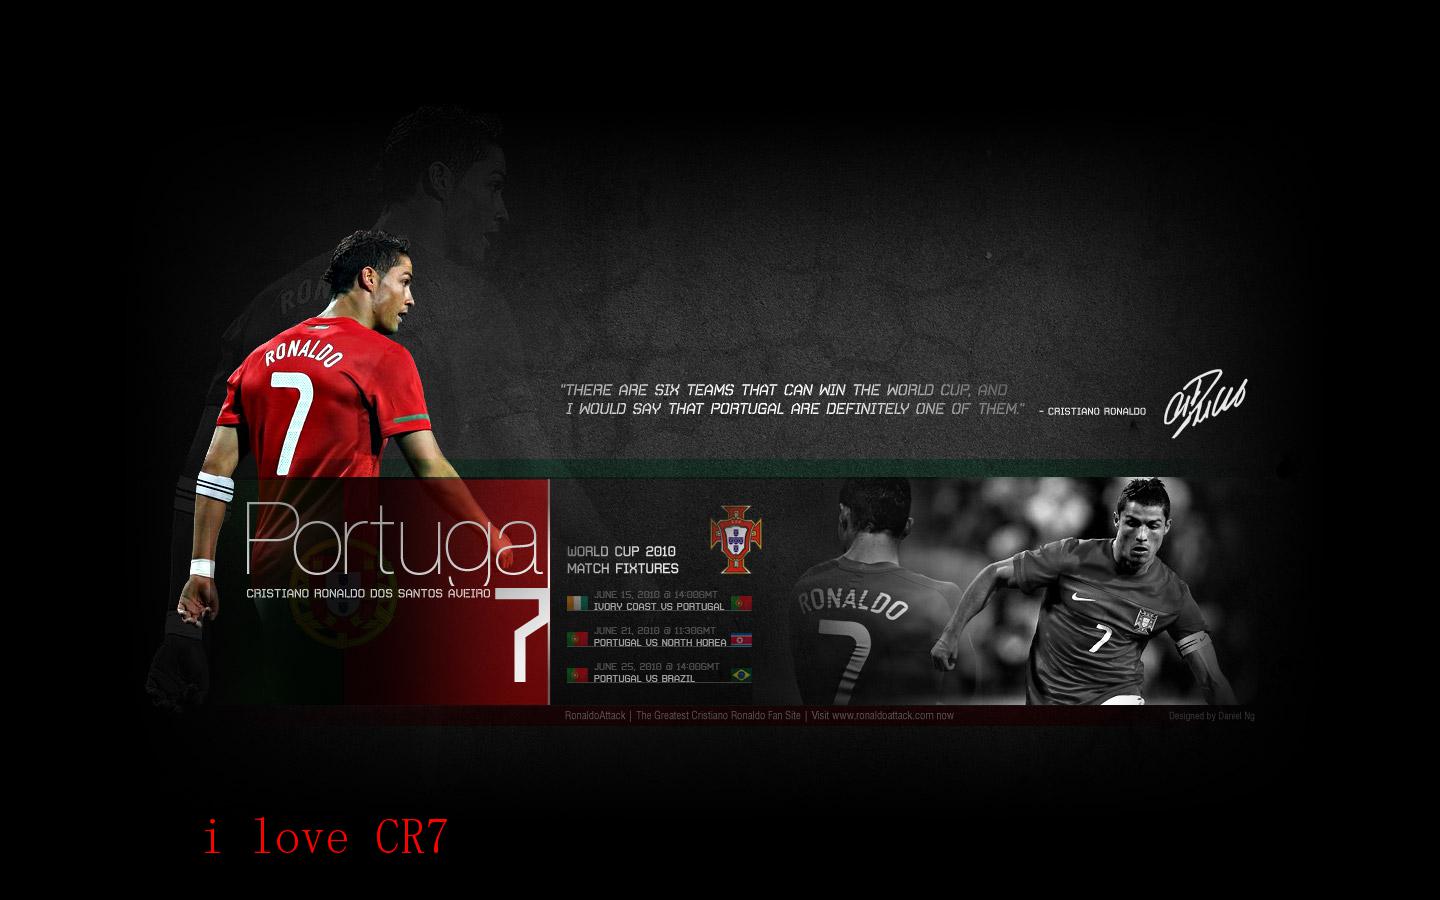 RON
RONALDO
7
"THERE ARE SIX TEAMS THAT CAN WIN THE WORLD CUP, AND
I WOULD SAY THAT PORTUGAL ARE DEFINITELY ONE OF THEM."
- CRISTIANO RONALDO
Portugal
CRISTIANO RONALDO DOS SANTOS AVEIRO
7
WORLD CUP 2010
MATCH FIXTURES
JUNE 15, 2010 @ 14:00GMT
IVORY COAST VS PORTUGAL
JUNE 21, 2010 @ 11:30GMT
PORTUGAL VS NORTH KOREA
JUNE 25, 2010 @ 14:00GMT
PORTUGAL VS BRAZIL
RONALDO
7
7
RonaldoAttack | The Greatest Cristiano Ronaldo Fan Site | Visit www.ronaldoattack.com now
Designed by Daniel Ng
i love CR7